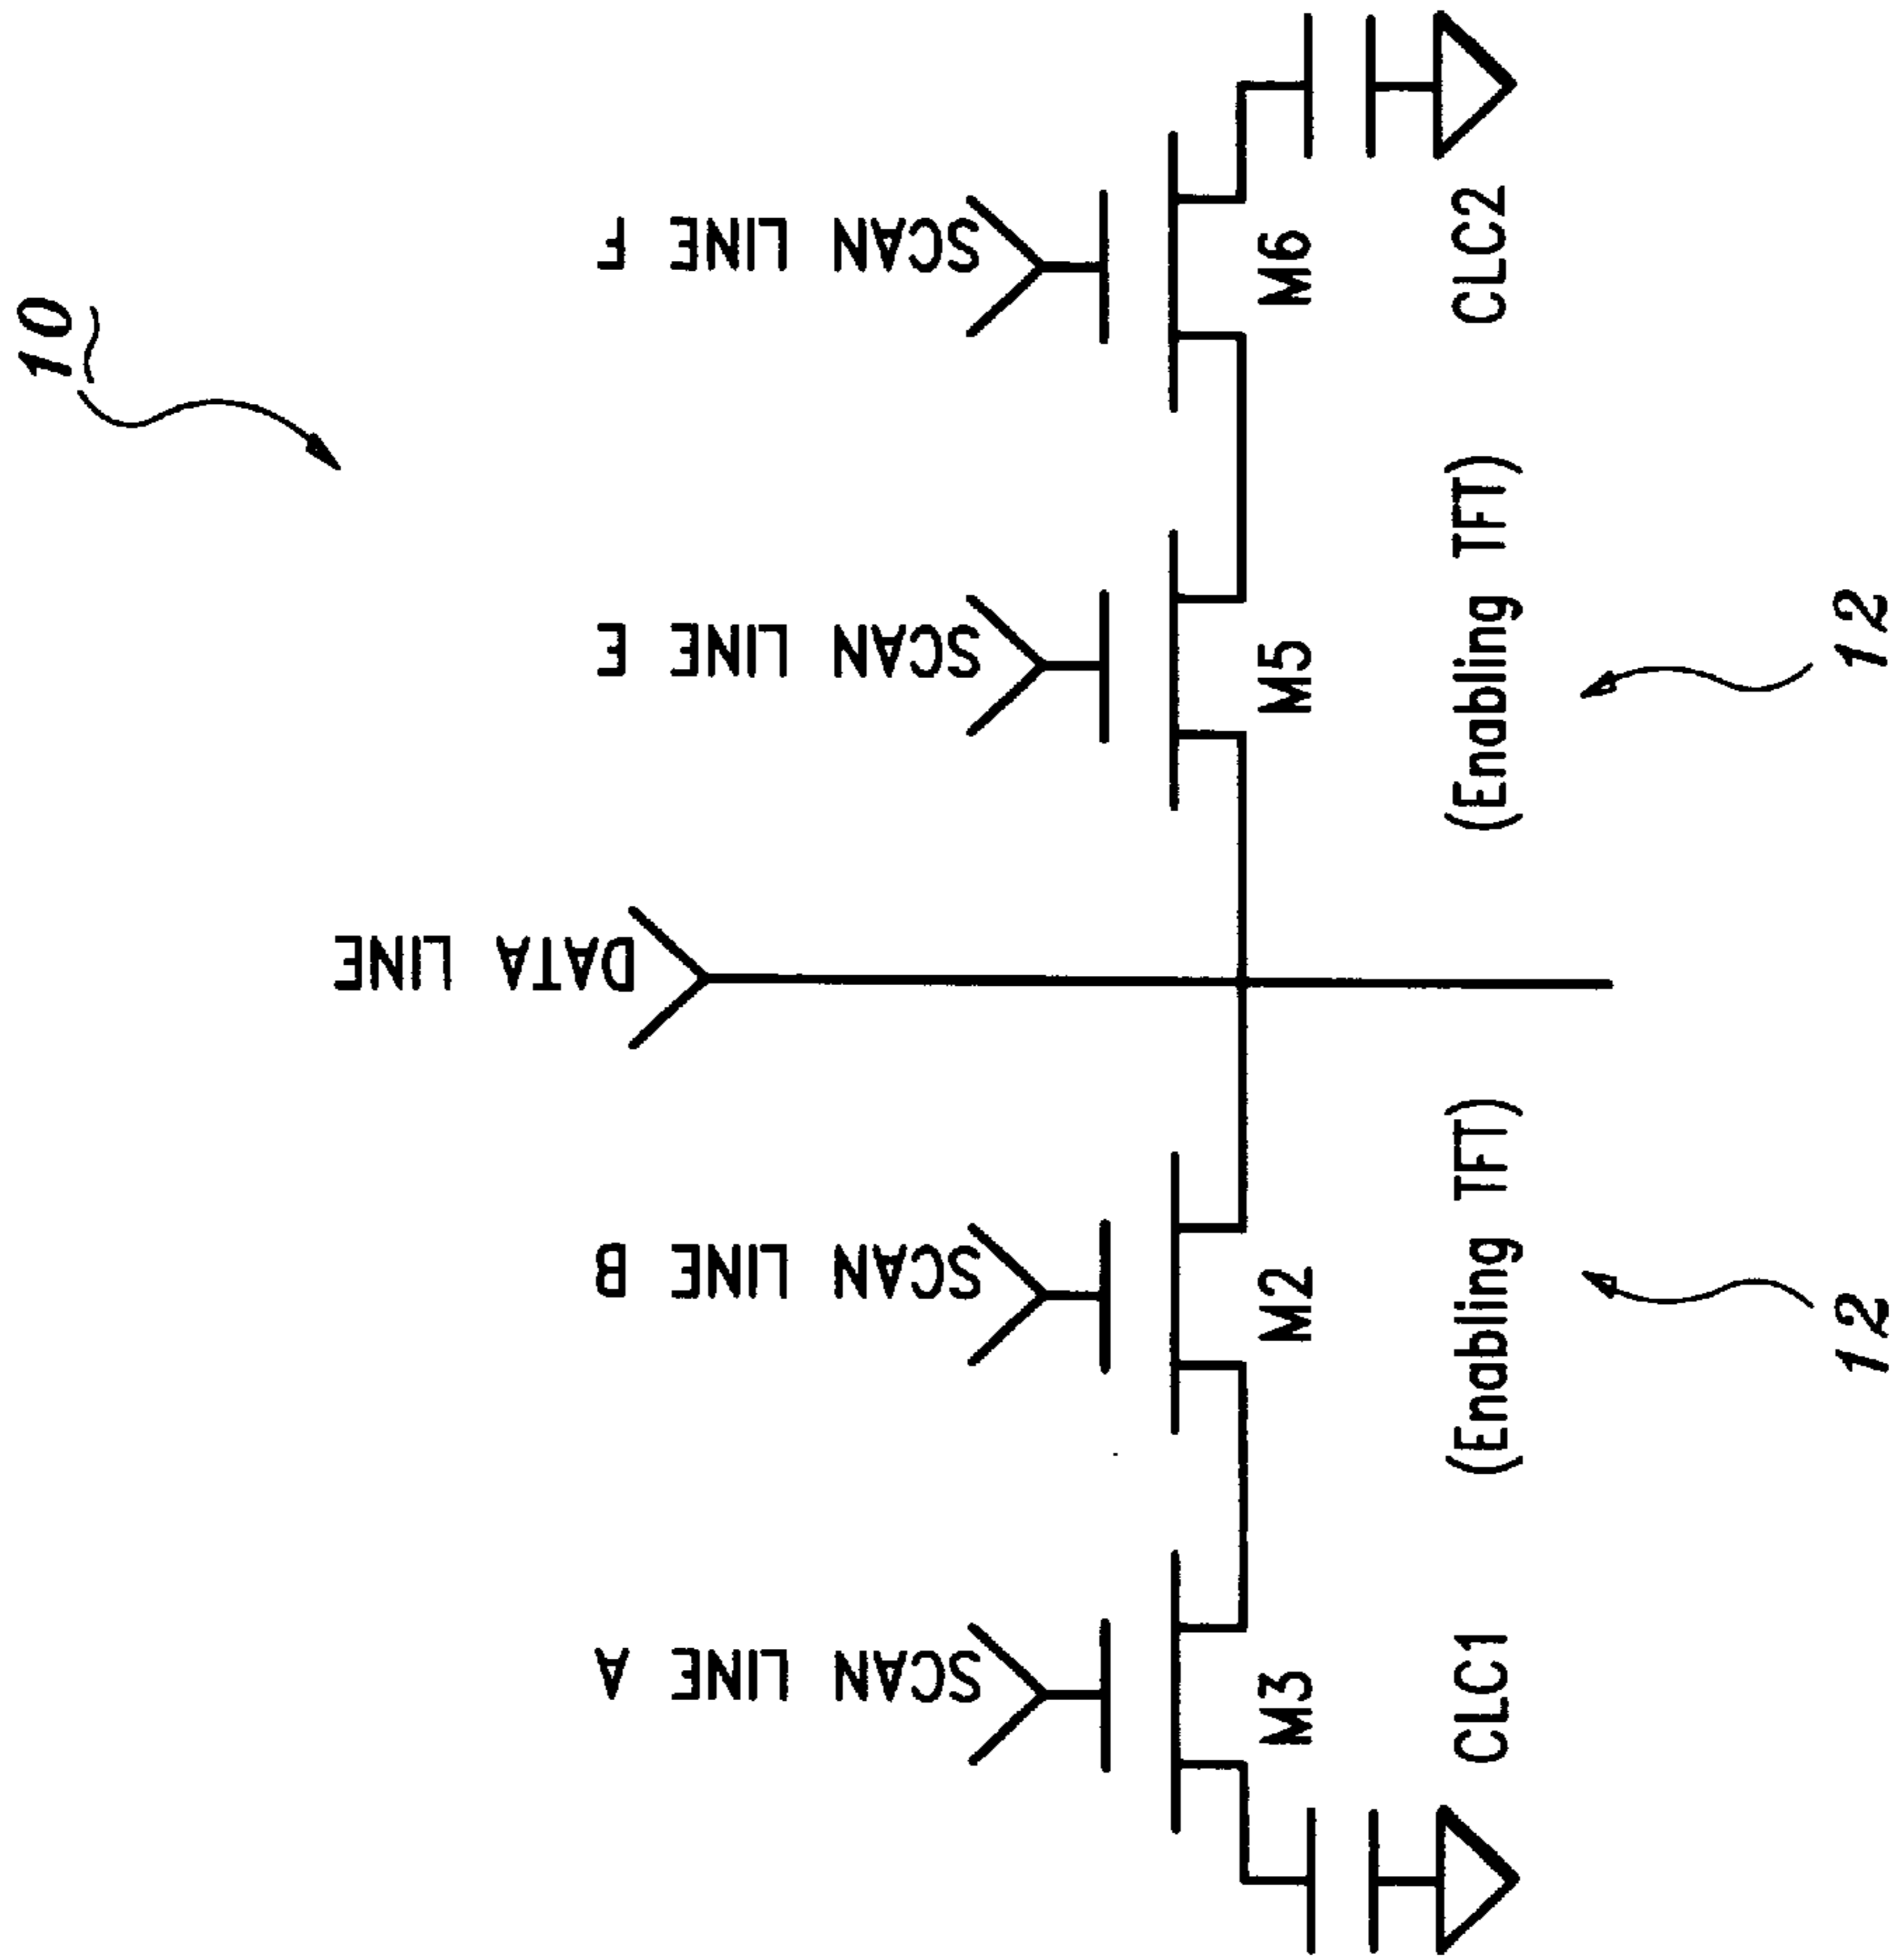 10
DATA LINE
SCAN LINE A
SCAN LINE B
SCAN LINE E
SCAN LINE F
M3
M2
M5
M6
CLC1
(Enabling TFT)
(Enabling TFT)
CLC2
12
12